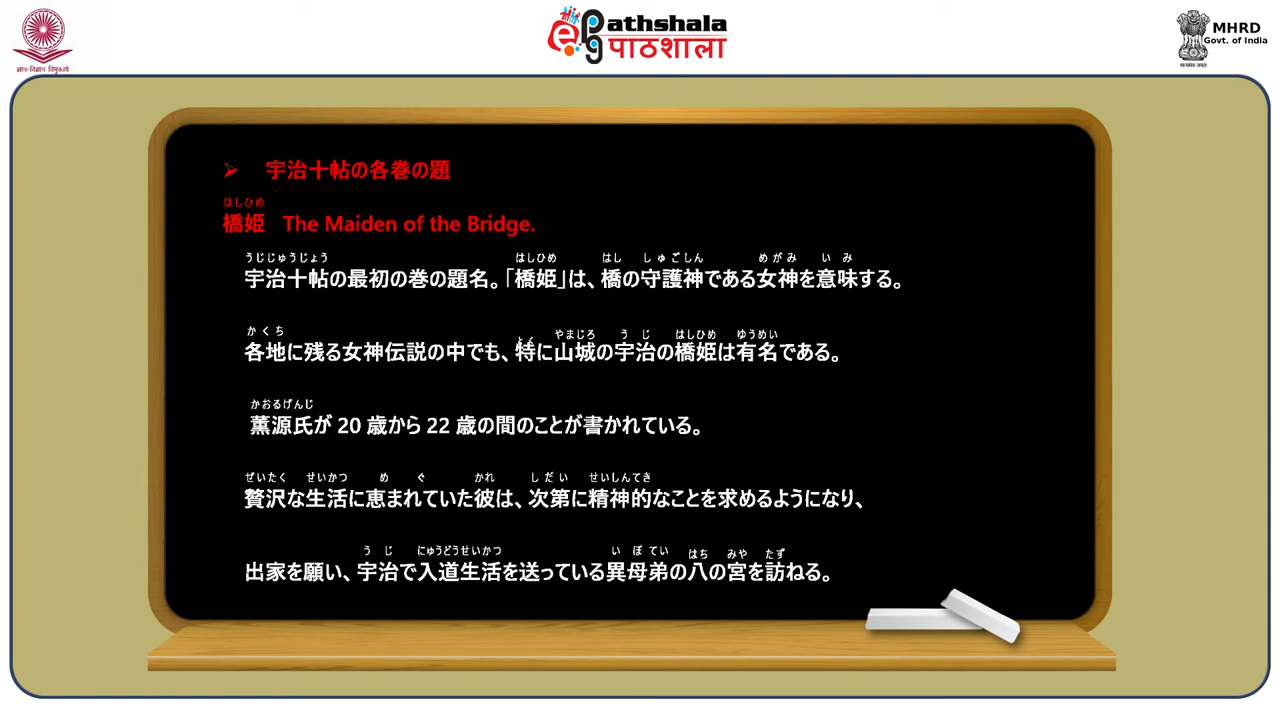 ज्ञान-विज्ञान विमुक्तये
ePathshala
पाठशाला
MHRD
Govt. of India
सत्यमेव जयते
➢ 宇治十帖の各巻の題
はしひめ
橋姫 The Maiden of the Bridge.
うじじゅうじょう はしひめ はし しゅごしん めがみ いみ
宇治十帖の最初の巻の題名。「橋姫」は、橋の守護神である女神を意味する。
かくち とく やまじろ うじ はしひめ ゆうめい
各地に残る女神伝説の中でも、特に山城の宇治の橋姫は有名である。
かおるげんじ
薫源氏が 20 歳から 22 歳の間のことが書かれている。
ぜいたく せいかつ めぐ かれ しだい せいしんてき
贅沢な生活に恵まれていた彼は、次第に精神的なことを求めるようになり、
うじ にゅうどうせいかつ いぼてい はち みや たず
出家を願い、宇治で入道生活を送っている異母弟の八の宮を訪ねる。